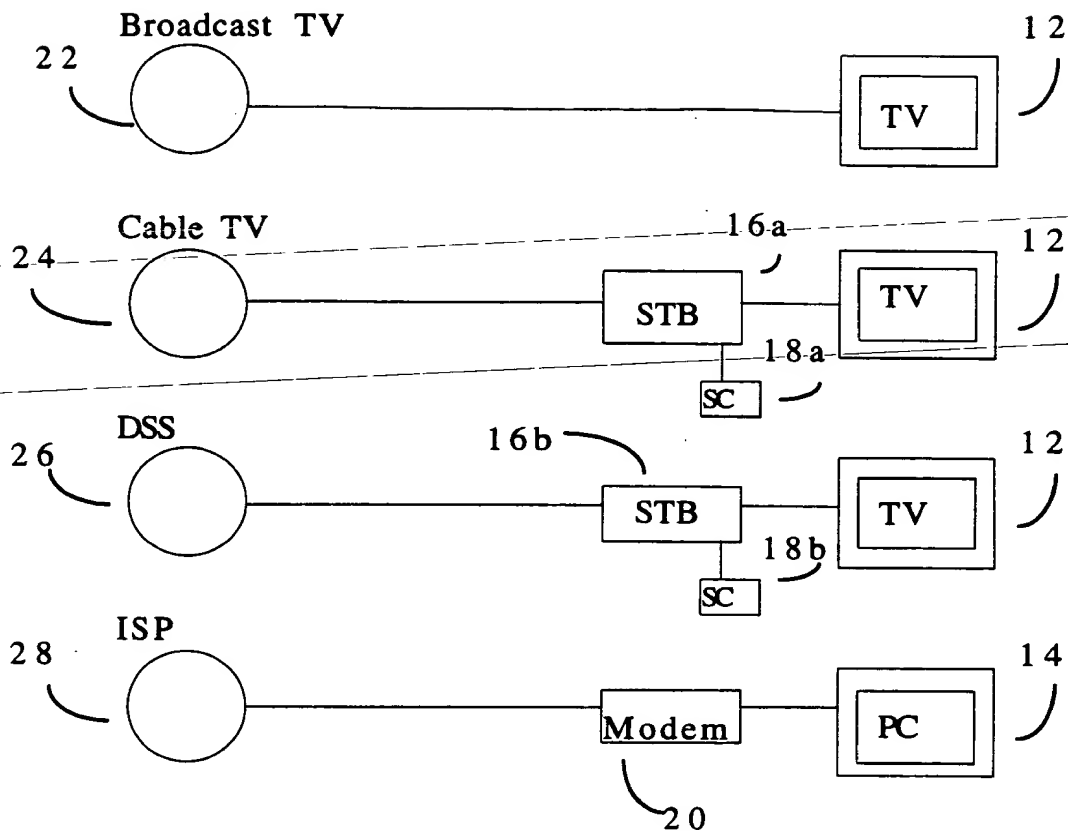 Broadcast TV
22
12
TV
Cable TV
24
16a
12
STB
TV
18a
SC
DSS
26
16b
12
STB
TV
18b
SC
ISP
28
14
Modem
PC
20